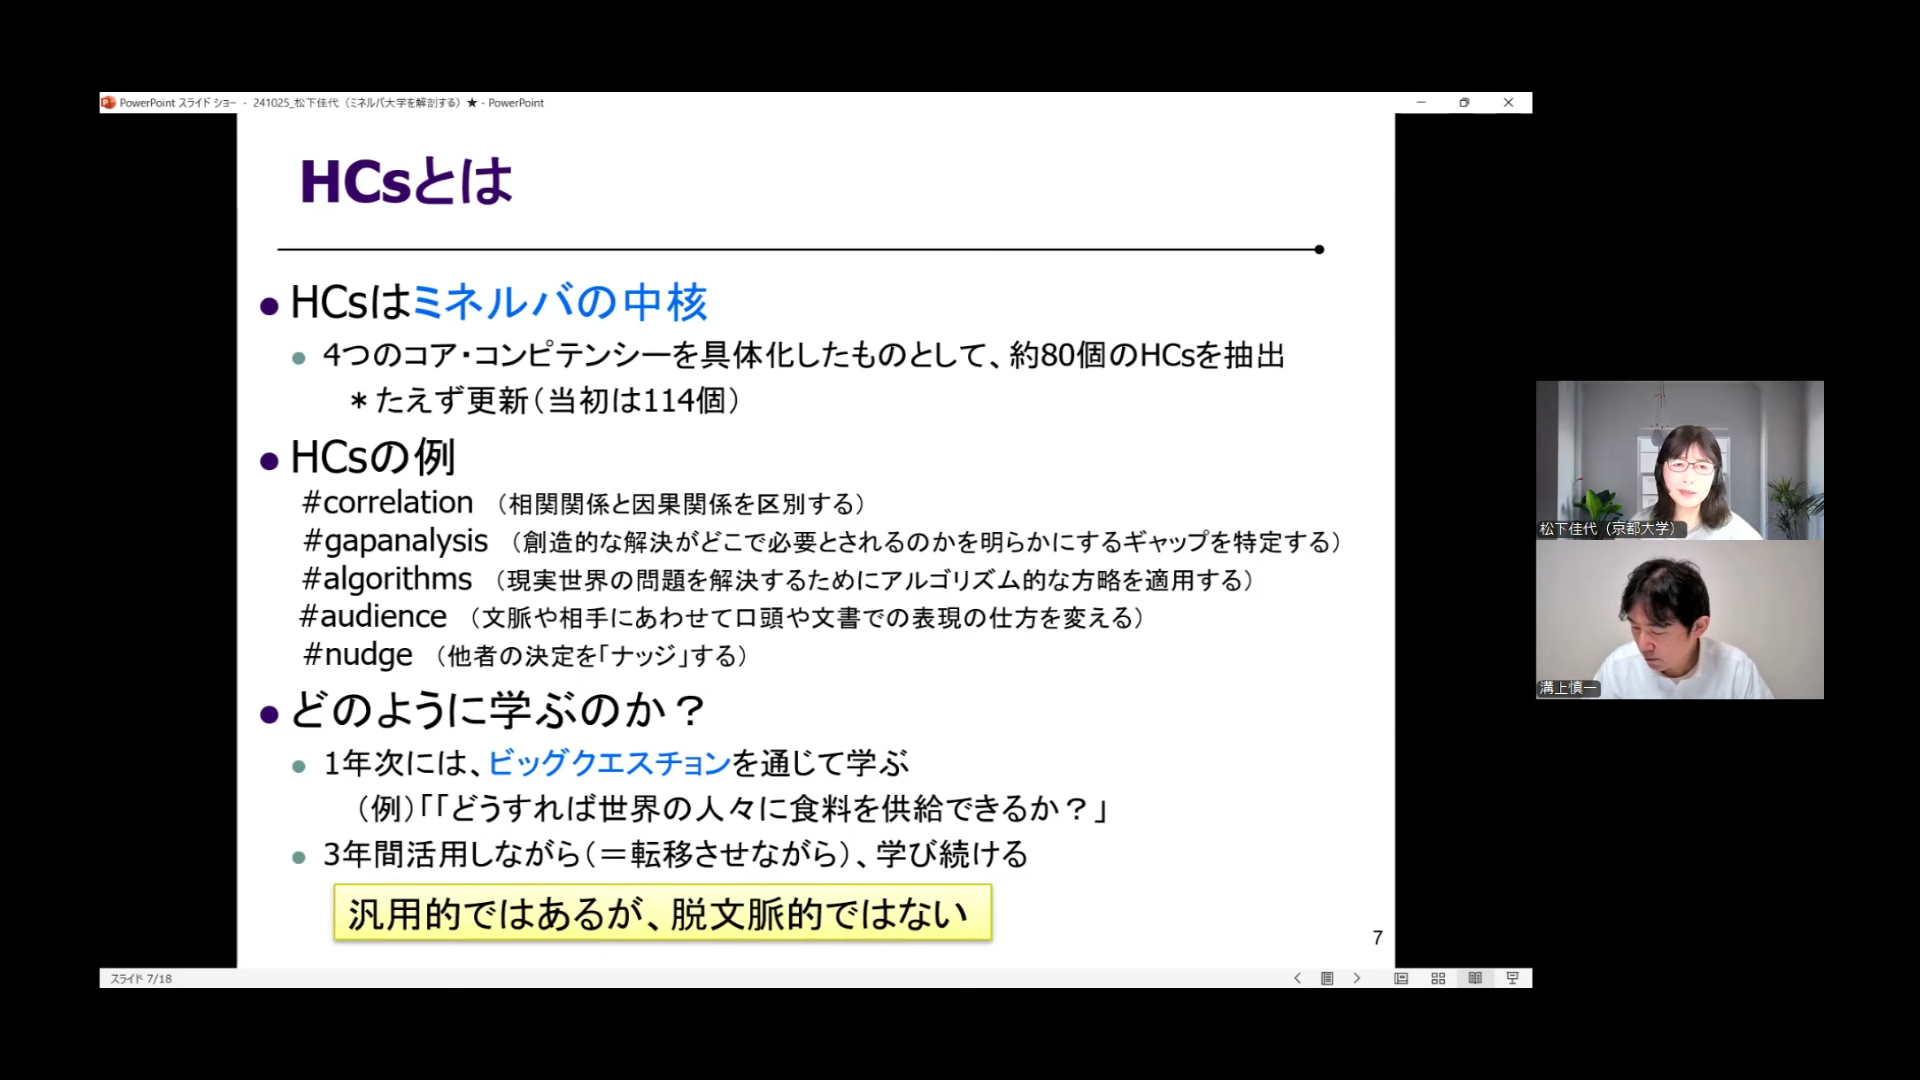 PowerPoint スライド ショー - 241025_松下佳代（ミネルバ大学を解剖する）★ - PowerPoint
HCsとは
HCsはミネルバの中核
4つのコア・コンピテンシーを具体化したものとして、約80個のHCsを抽出
＊たえず更新（当初は114個）
HCsの例
#correlation （相関関係と因果関係を区別する）
#gapanalysis （創造的な解決がどこで必要とされるのかを明らかにするギャップを特定する）
#algorithms （現実世界の問題を解決するためにアルゴリズム的な方略を適用する）
#audience （文脈や相手にあわせて口頭や文書での表現の仕方を変える）
#nudge （他者の決定を「ナッジ」する）
どのように学ぶのか？
1年次には、ビッグクエスチョンを通じて学ぶ
（例）「「どうすれば世界の人々に食料を供給できるか？」
3年間活用しながら（＝転移させながら）、学び続ける
汎用的ではあるが、脱文脈的ではない
7
スライド 7/18
松下佳代（京都大学）
溝上慎一